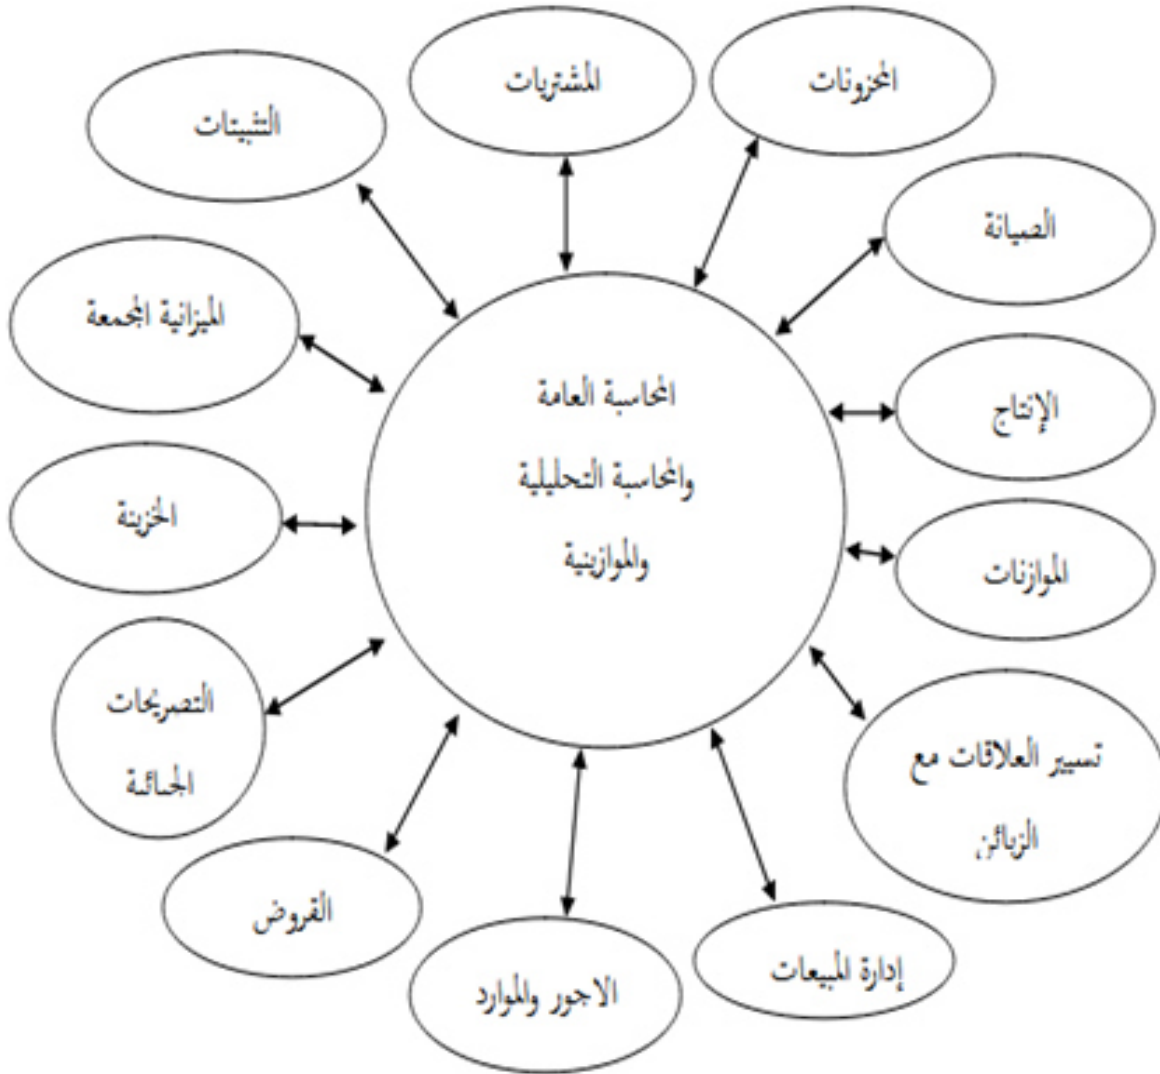 المشتريات
المخزونات
التثبيتات
الصيانة
الميزانية المجمعة
المحاسبة العامة
والمحاسبة التحليلية
والموازينية
الإنتاج
الخزينة
الموازنات
التصريحات
الجبائية
تسيير العلاقات مع
الزبائن
القروض
إدارة المبيعات
الاجور والموارد